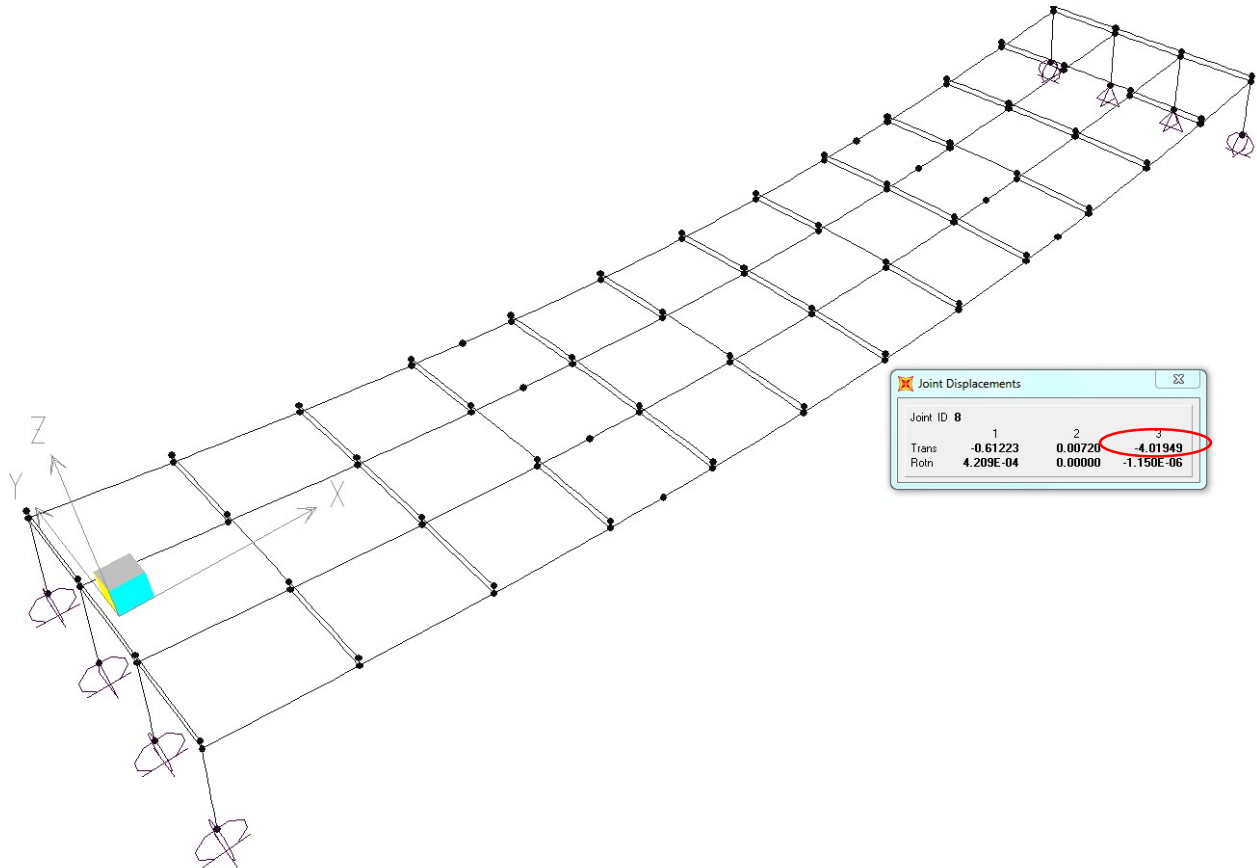 Z
Y
X
Joint Displacements
Joint ID 8
1 2 3
Trans -0.61223 0.00720 -4.01949
Rotn 4.209E-04 0.00000 -1.150E-06